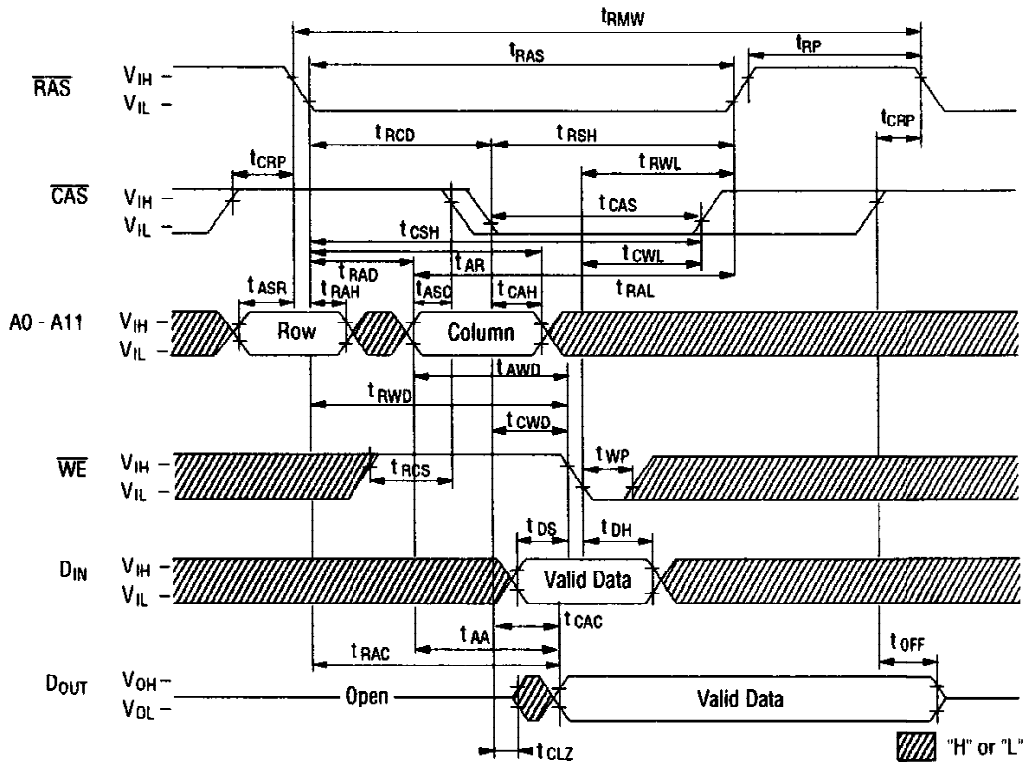 tRMW
tRP
tRAS
RAS
VIH
VIL
tRCD
tRSH
tCRP
tCRP
tRWL
CAS
VIH
VIL
tCAS
tCSH
tCWL
tAR
tRAD
tRAL
tASR
tRAH
tASC
tCAH
A0 - A11
VIH
VIL
Row
Column
tAWD
tRWD
tCWD
WE
VIH
VIL
tRCS
tWP
tDS
tDH
DIN
VIH
VIL
Valid Data
tCAC
tAA
tRAC
tOFF
DOUT
VOH
VOL
Open
Valid Data
tCLZ
"H" or "L"